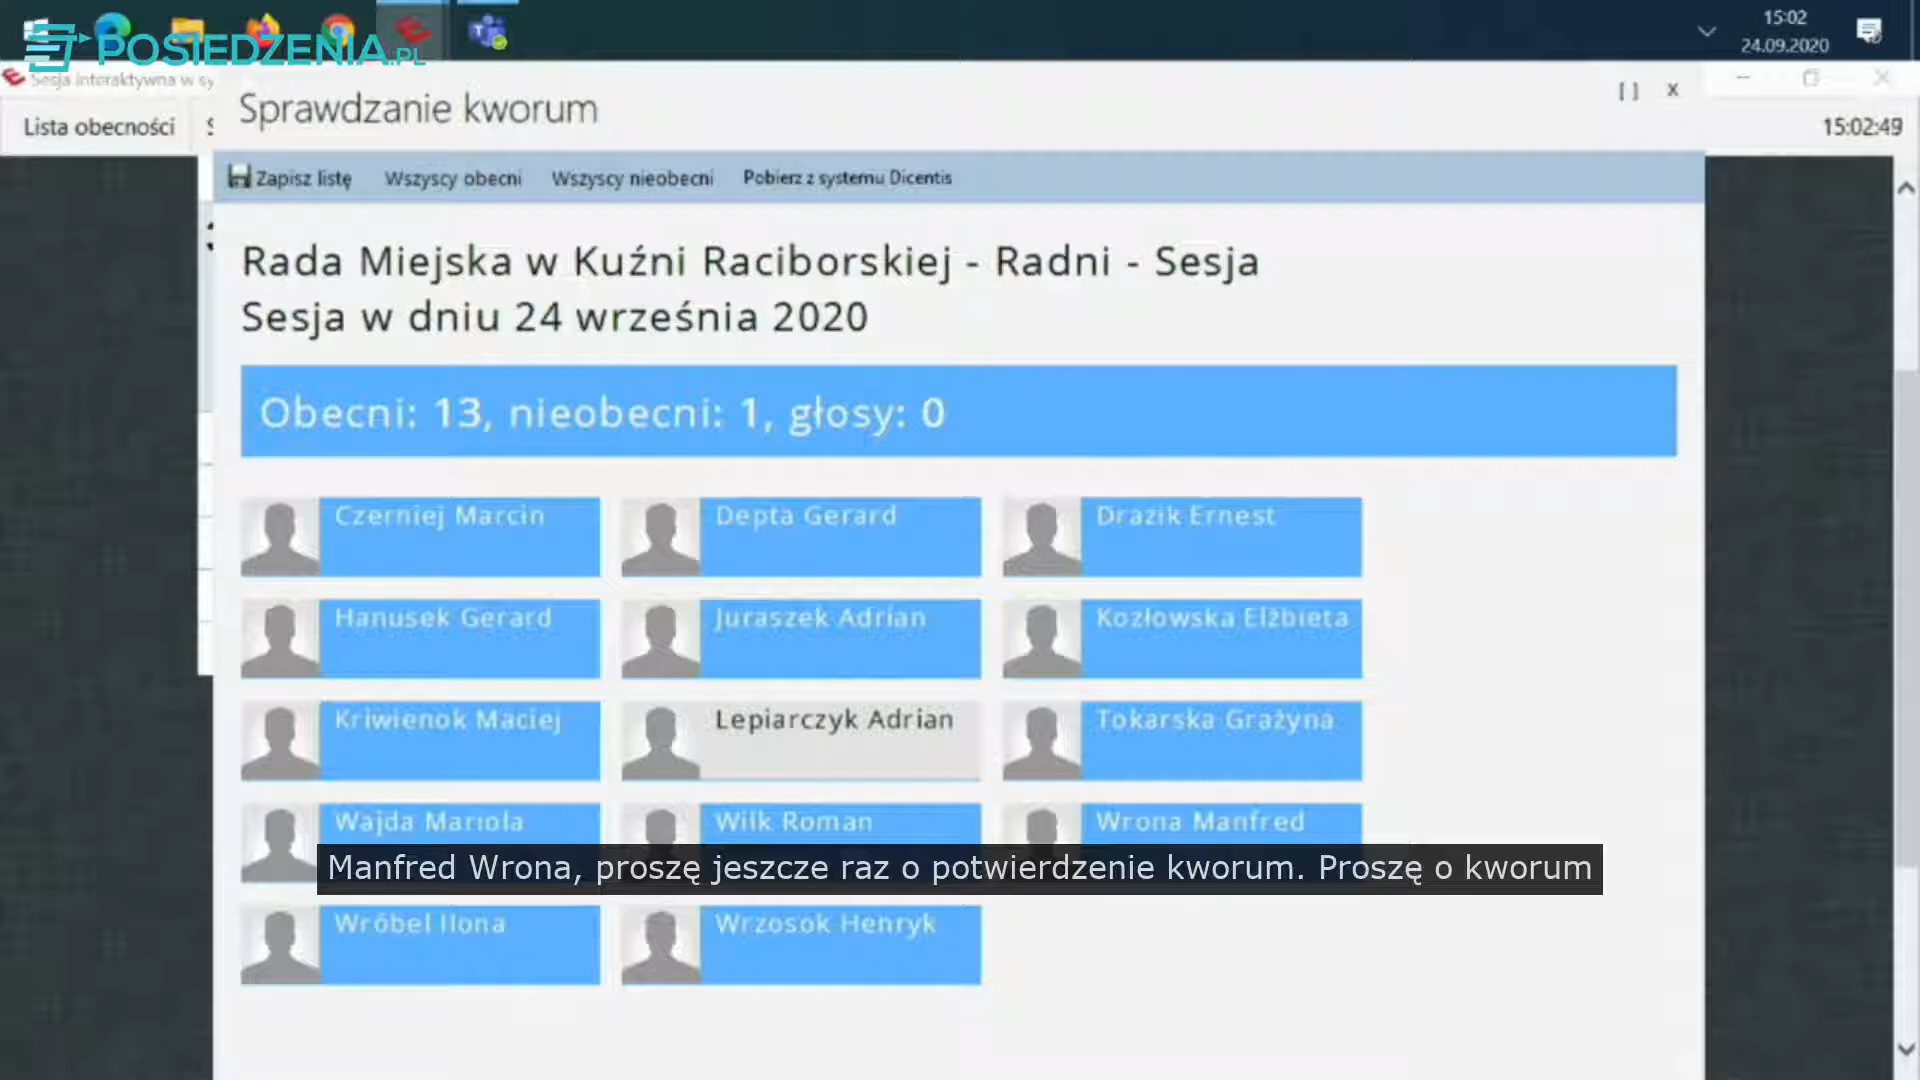 POSIEDZENIA.PL
15:02
24.09.2020
Sesja interaktywna w sy
Sprawdzanie kworum
[ ] x
Lista obecności
15:02:49
Zapisz listę Wszyscy obecni Wszyscy nieobecni Pobierz z systemu Dicentis
Rada Miejska w Kuźni Raciborskiej - Radni - Sesja
Sesja w dniu 24 września 2020
Obecni: 13, nieobecni: 1, głosy: 0
Czerniej Marcin Depta Gerard Drazik Ernest
Hanusek Gerard Juraszek Adrian Kozłowska Elżbieta
Kriwienok Maciej Lepiarczyk Adrian Tokarska Grażyna
Wajda Mariola Wilk Roman Wrona Manfred
Manfred Wrona, proszę jeszcze raz o potwierdzenie kworum. Proszę o kworum
Wróbel Ilona Wrzosok Henryk